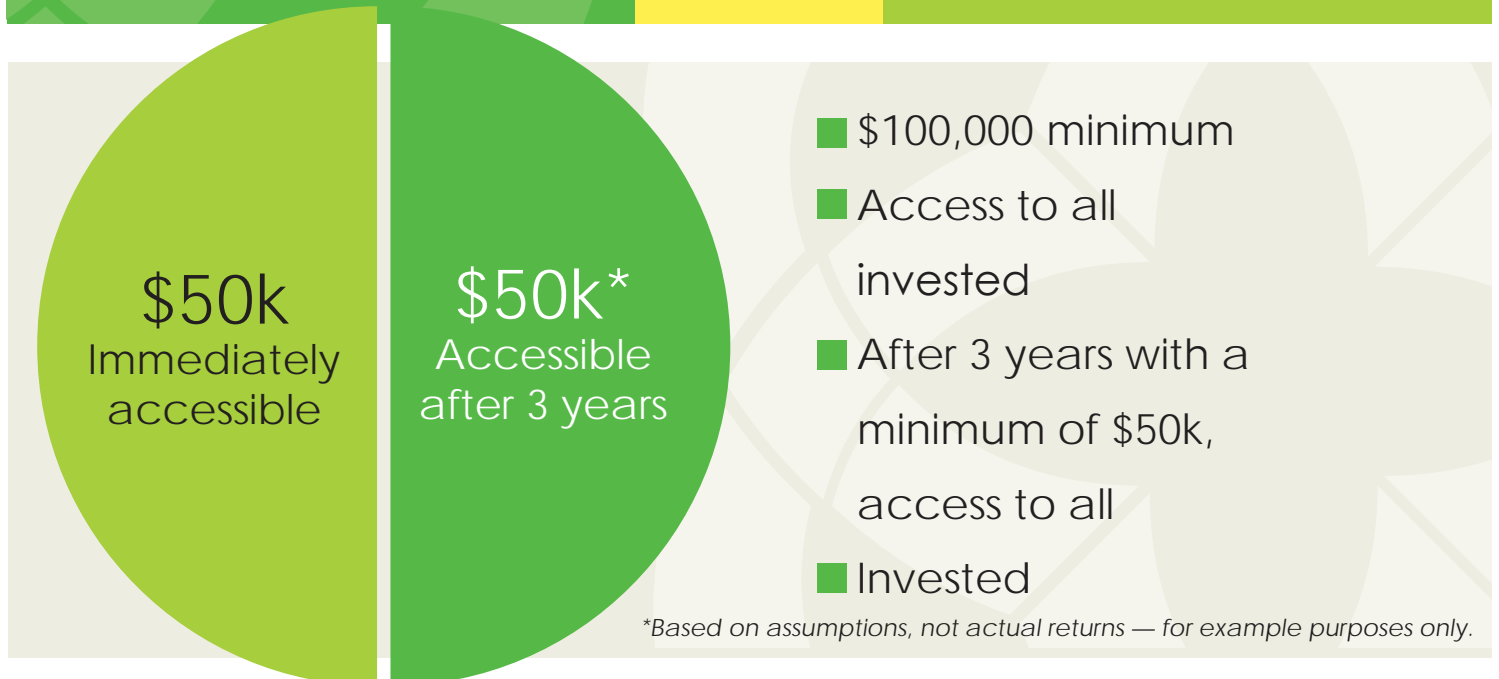 $50k
Immediately
accessible
$50k*
Accessible
after 3 years
$100,000 minimum
Access to all
invested
After 3 years with a
minimum of $50k,
access to all
Invested
*Based on assumptions, not actual returns — for example purposes only.